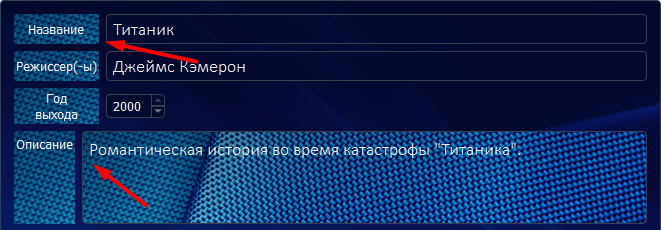 Название
Титаник
Режиссер(-ы)
Джеймс Кэмерон
Год
выхода
2000
Описание
Романтическая история во время катастрофы "Титаника".